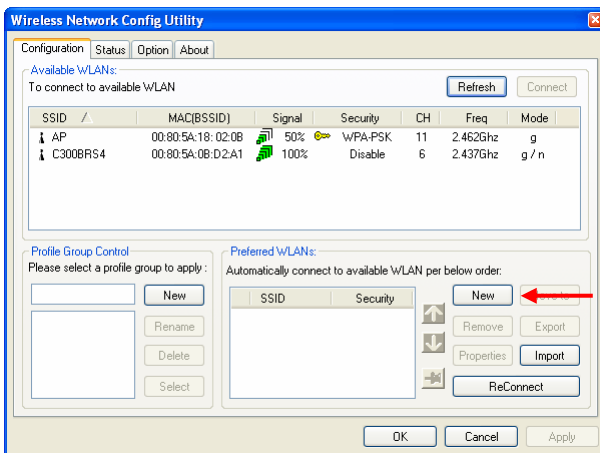 Wireless Network Config Utility
Configuration Status Option About
Available WLANs:
To connect to available WLAN
Refresh Connect
SSID MAC(BSSID) Signal Security CH Freq Mode
AP 00:80:5A:18:02:0B 50% WPA-PSK 11 2.462Ghz g
C300BRS4 00:80:5A:0B:D2:A1 100% Disable 6 2.437Ghz g / n
Profile Group Control
Please select a profile group to apply :
New
Rename
Delete
Select
Preferred WLANs:
Automatically connect to available WLAN per below order:
SSID Security
New
Remove Export
Properties Import
ReConnect
OK Cancel Apply